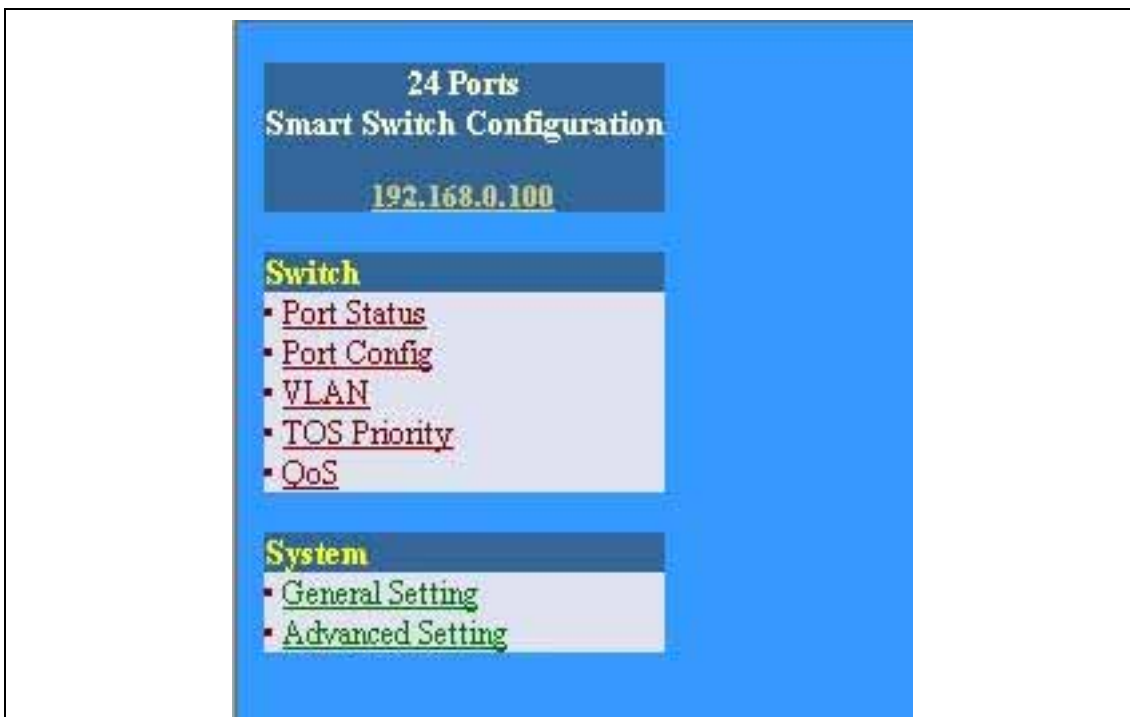 24 Ports
Smart Switch Configuration
192.168.0.100
Switch
Port Status
Port Config
VLAN
TOS Priority
QoS
System
General Setting
Advanced Setting